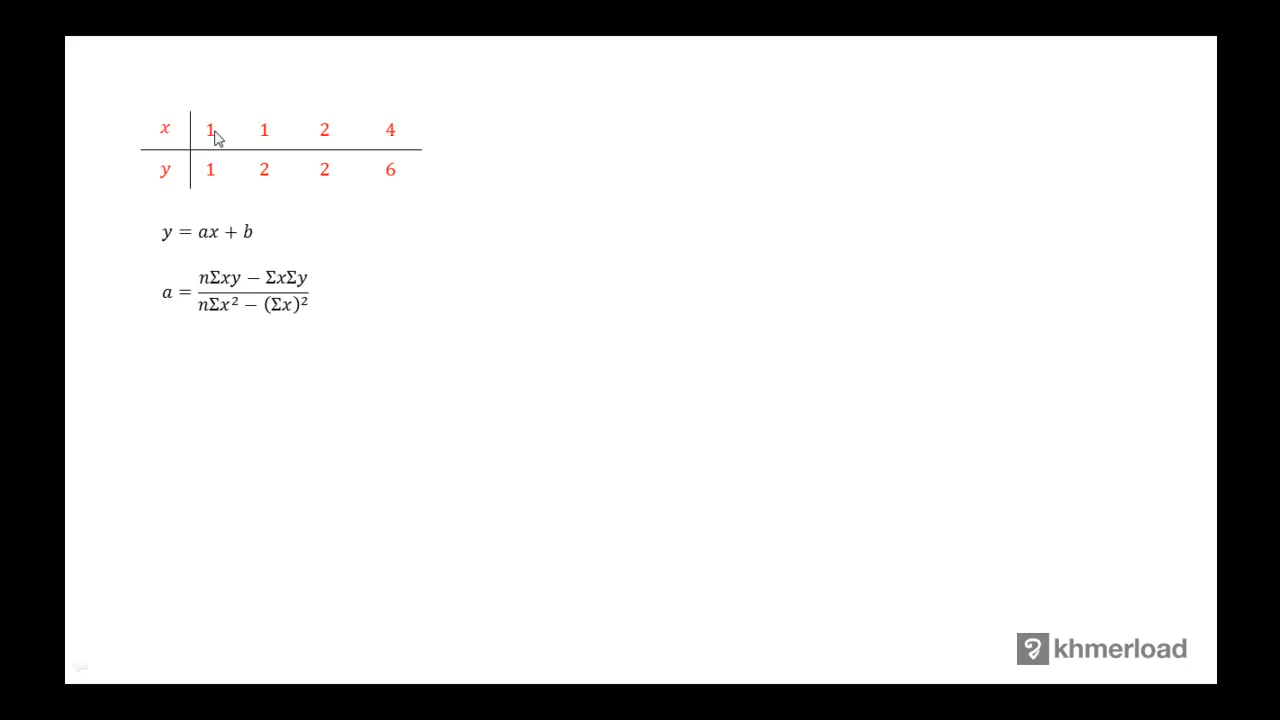 x 1 1 2 4
y 1 2 2 6
y = ax + b
a = (nΣxy − ΣxΣy) / (nΣx² − (Σx)²)
khmerload